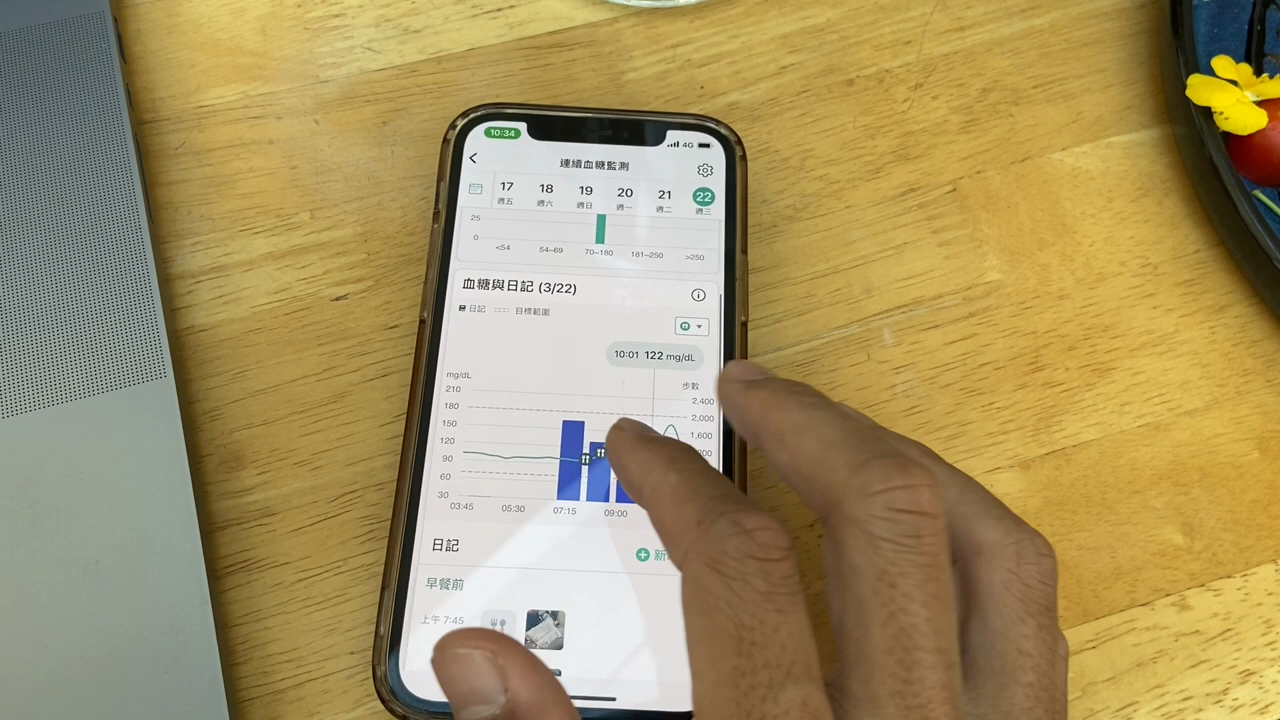 10:34
4G
連續血糖監測
17 18 19 20 21 22
週五 週六 週日 週一 週二 週三
25
0
<54 54~69 70~180 181~250 >250
血糖與日記 (3/22)
日記 目標範圍
10:01 122 mg/dL
mg/dL 步數
210 2,400
180 2,000
150 1,600
120
90
60
30
03:45 05:30 07:15 09:00
日記
早餐前
上午 7:45